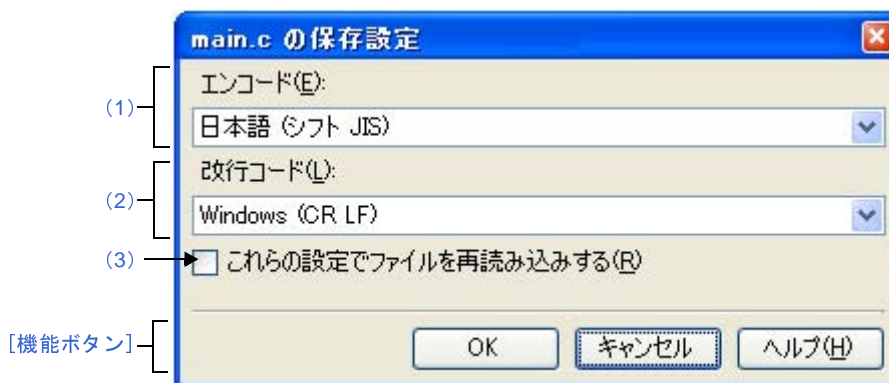 main.c の保存設定
(1)
エンコード(E):
日本語 (シフト JIS)
(2)
改行コード(L):
Windows (CR LF)
(3)
これらの設定でファイルを再読み込みする(R)
[機能ボタン]
OK
キャンセル
ヘルプ(H)